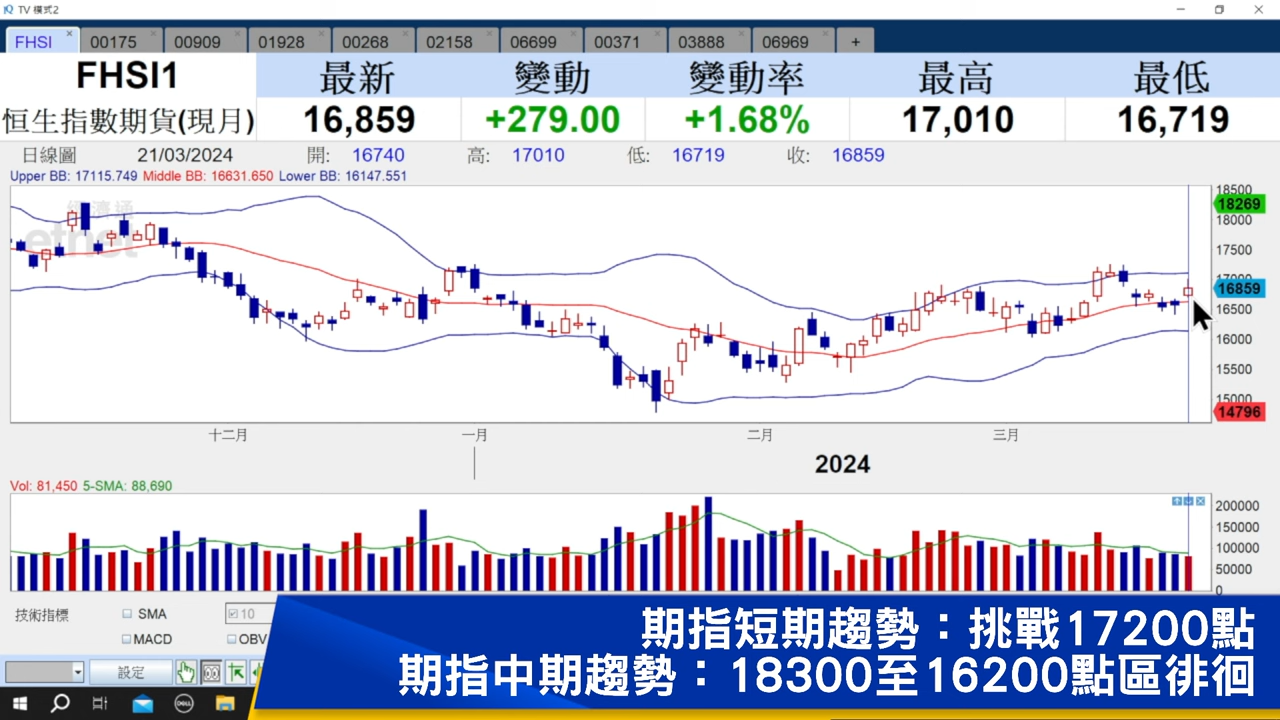 TV 模式2
FHSI 00175 00909 01928 00268 02158 06699 00371 03888 06969 +
FHSI1 最新 變動 變動率 最高 最低
恒生指數期貨(現月) 16,859 +279.00 +1.68% 17,010 16,719
日線圖 21/03/2024 開: 16740 高: 17010 低: 16719 收: 16859
Upper BB: 17115.749 Middle BB: 16631.650 Lower BB: 16147.551
經濟通
etnet
18500
18269
18000
17500
17000
16859
16500
16000
15500
15000
14796
十二月 一月 二月 三月
2024
Vol: 81,450 5-SMA: 88,690
200000
150000
100000
50000
0
技術指標 SMA 10
MACD OBV
設定
DELL
期指短期趨勢：挑戰17200點
期指中期趨勢：18300至16200點區徘徊